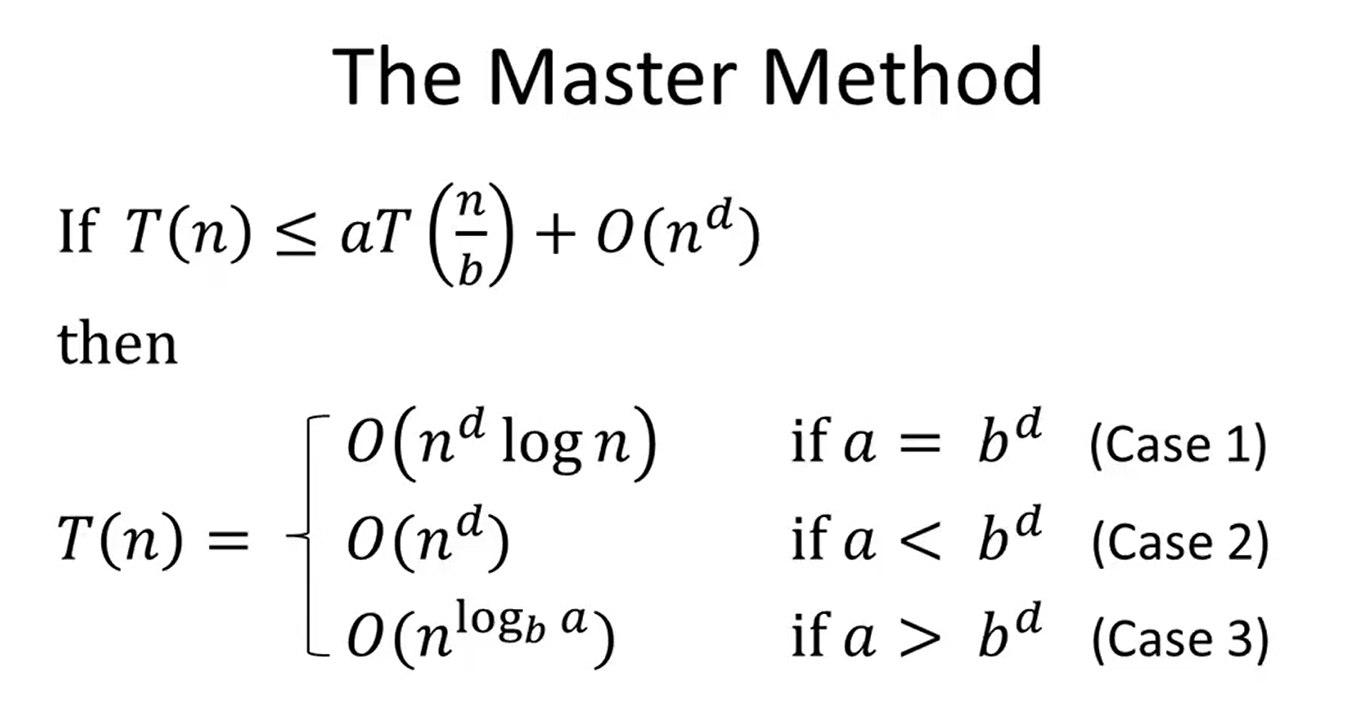 The Master Method
If T(n) ≤ aT(n/b) + O(n^d)
then
T(n) = { O(n^d log n) if a = b^d (Case 1)
O(n^d) if a < b^d (Case 2)
O(n^{log_b a}) if a > b^d (Case 3)